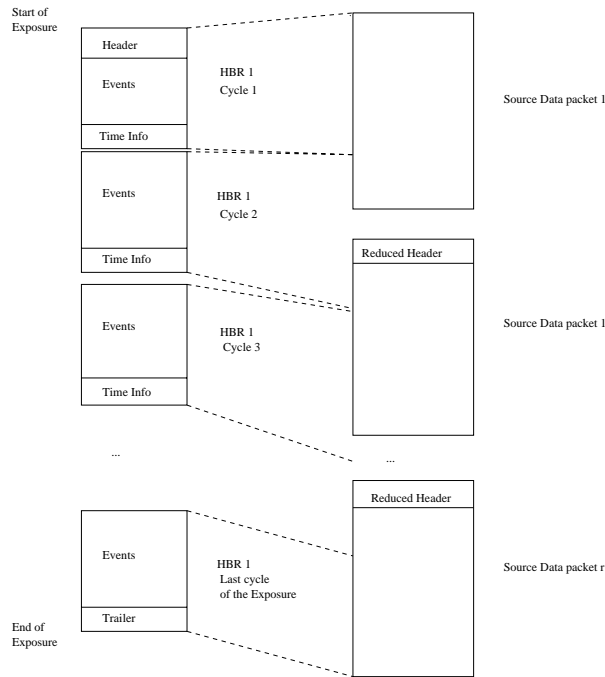 Start of
Exposure
Header
Events
HBR 1
Cycle 1
Source Data packet 1
Time Info
Events
HBR 1
Cycle 2
Time Info
Reduced Header
Events
HBR 1
Cycle 3
Source Data packet 1
Time Info
...
...
Reduced Header
Events
HBR 1
Last cycle
of the Exposure
Source Data packet r
Trailer
End of
Exposure